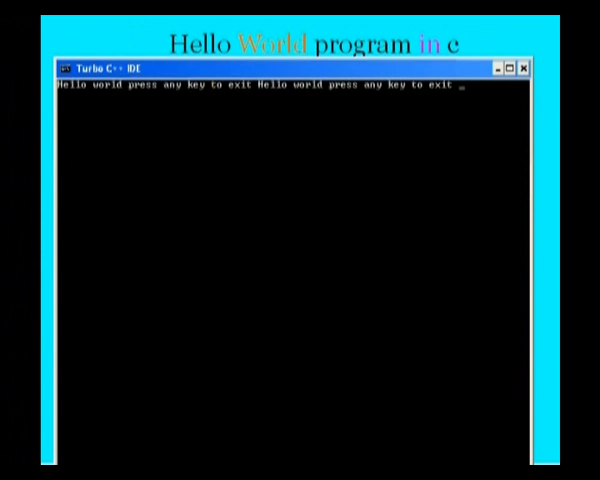 Hello World program in c
Turbo C++ IDE
Hello world press any key to exit Hello world press any key to exit _